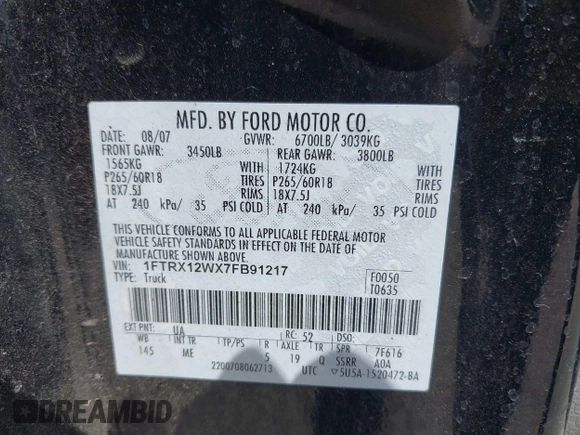 MFD. BY FORD MOTOR CO.
DATE: 08/07 GVWR: 6700LB/ 3039KG
FRONT GAWR: 3450LB REAR GAWR: 3800LB
1565KG WITH 1724KG WITH
P265/60R18 TIRES P265/60R18 TIRES
18X7.5J RIMS 18X7.5J RIMS
AT 240 kPa/ 35 PSI COLD AT 240 kPa/ 35 PSI COLD
THIS VEHICLE CONFORMS TO ALL APPLICABLE FEDERAL MOTOR
VEHICLE SAFETY STANDARDS IN EFFECT ON THE DATE OF
MANUFACTURE SHOWN ABOVE.
VIN: 1FTRX12WX7FB91217 F0050
TYPE: Truck T0635
EXT PNT: UA RC: 52 DSO:
WB INT TR TP/PS R AXLE TR SPR 7F616
145 ME 5 19 Q SSRR A0A
2200708062713 UTC ▽5U5A-1520472-BA
DREAMBID
FIND OWN AUCTION HISTORY